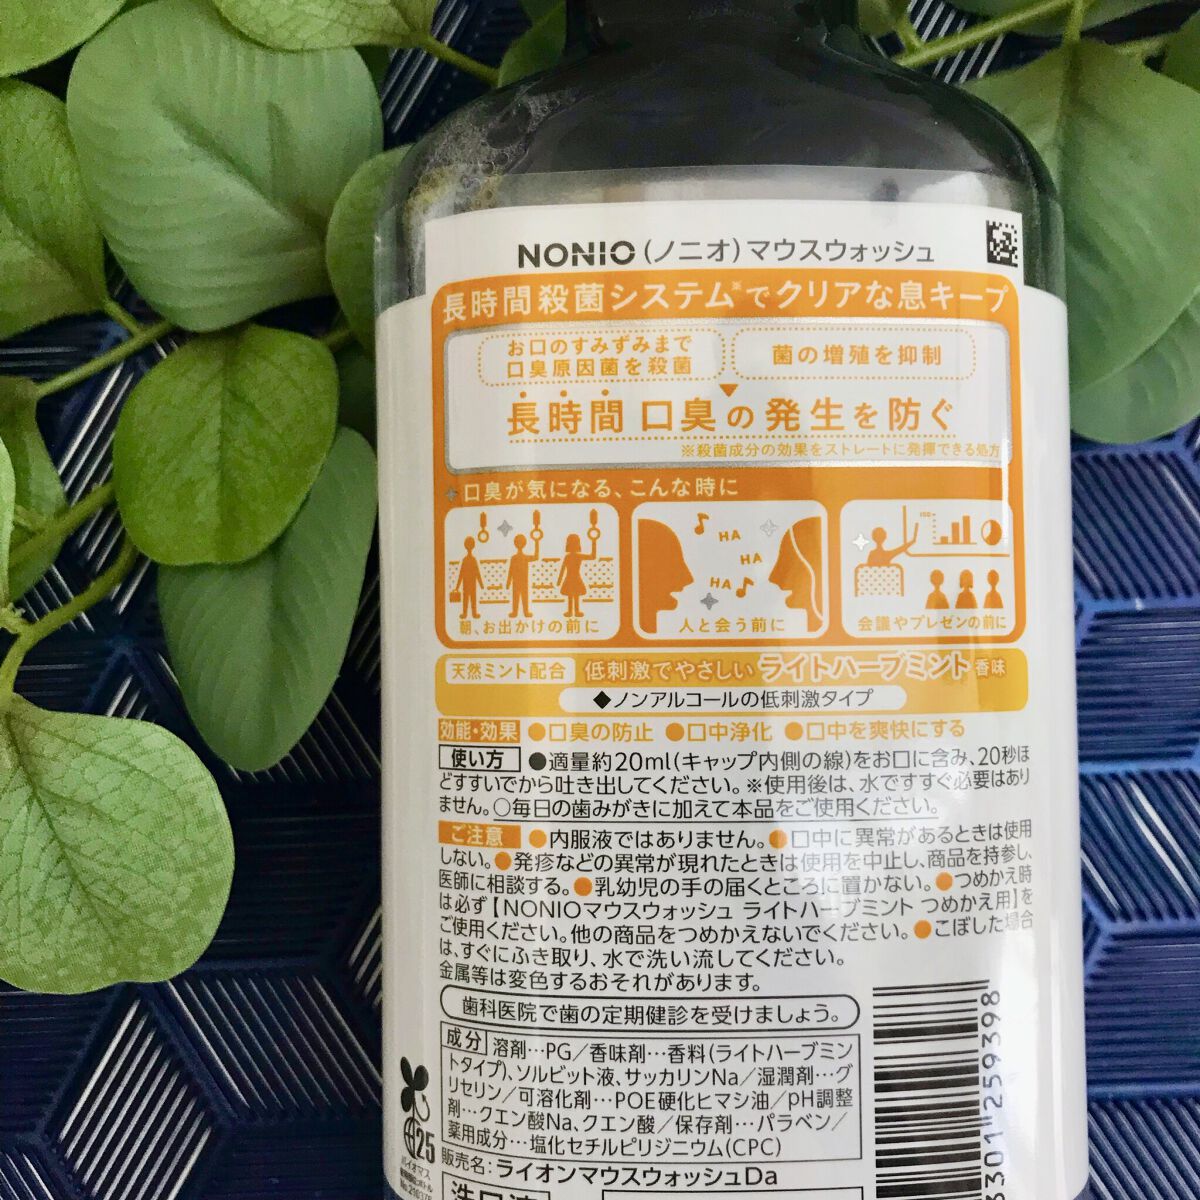 NONIO(ノニオ)マウスウォッシュ
長時間殺菌システム※でクリアな息キープ
お口のすみずみまで
口臭原因菌を殺菌
菌の増殖を抑制
長時間 口臭の発生を防ぐ
※殺菌成分の効果をストレートに発揮できる処方
口臭が気になる、こんな時に
HA
HA
HA
100
朝、お出かけの前に
人と会う前に
会議やプレゼンの前に
天然ミント配合 低刺激でやさしい ライトハーブミント 香味
◆ノンアルコールの低刺激タイプ
効能・効果 ●口臭の防止 ●口中浄化 ●口中を爽快にする
使い方 ●適量約20ml(キャップ内側の線)をお口に含み、20秒ほ
どすすいでから吐き出してください。※使用後は、水ですすぐ必要はあり
ません。○毎日の歯みがきに加えて本品をご使用ください。
ご注意 ●内服液ではありません。●口中に異常があるときは使用
しない。●発疹などの異常が現れたときは使用を中止し、商品を持参し、
医師に相談する。●乳幼児の手の届くところに置かない。●つめかえ時
は必ず【NONIOマウスウォッシュ ライトハーブミント つめかえ用】を
ご使用ください。他の商品をつめかえないでください。●こぼした場合
は、すぐにふき取り、水で洗い流してください。
金属等は変色するおそれがあります。
歯科医院で歯の定期健診を受けましょう。
成分 溶剤…PG/香味剤…香料(ライトハーブミン
トタイプ)、ソルビット液、サッカリンNa/湿潤剤…グ
リセリン/可溶化剤…POE硬化ヒマシ油/pH調整
剤…クエン酸Na、クエン酸/保存剤…パラベン/
薬用成分…塩化セチルピリジニウム(CPC)
販売名:ライオンマウスウォッシュDa
洗口液
25
バイオマス
301 259398